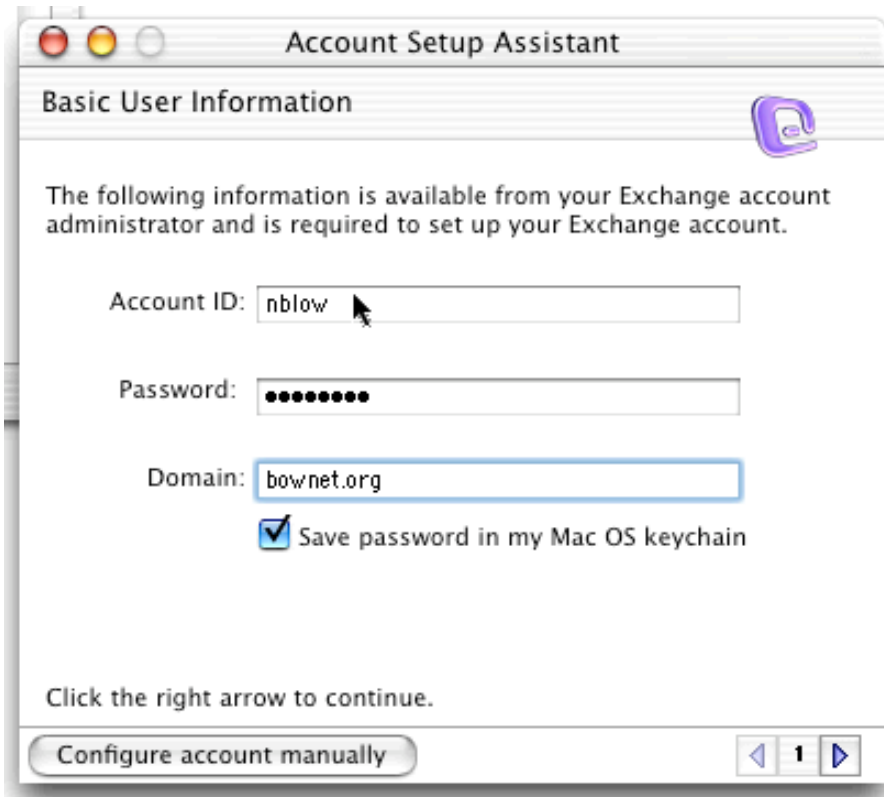 Account Setup Assistant
Basic User Information
The following information is available from your Exchange account
administrator and is required to set up your Exchange account.
Account ID: nblow
Password: ••••••••
Domain: bownet.org
Save password in my Mac OS keychain
Click the right arrow to continue.
Configure account manually 1